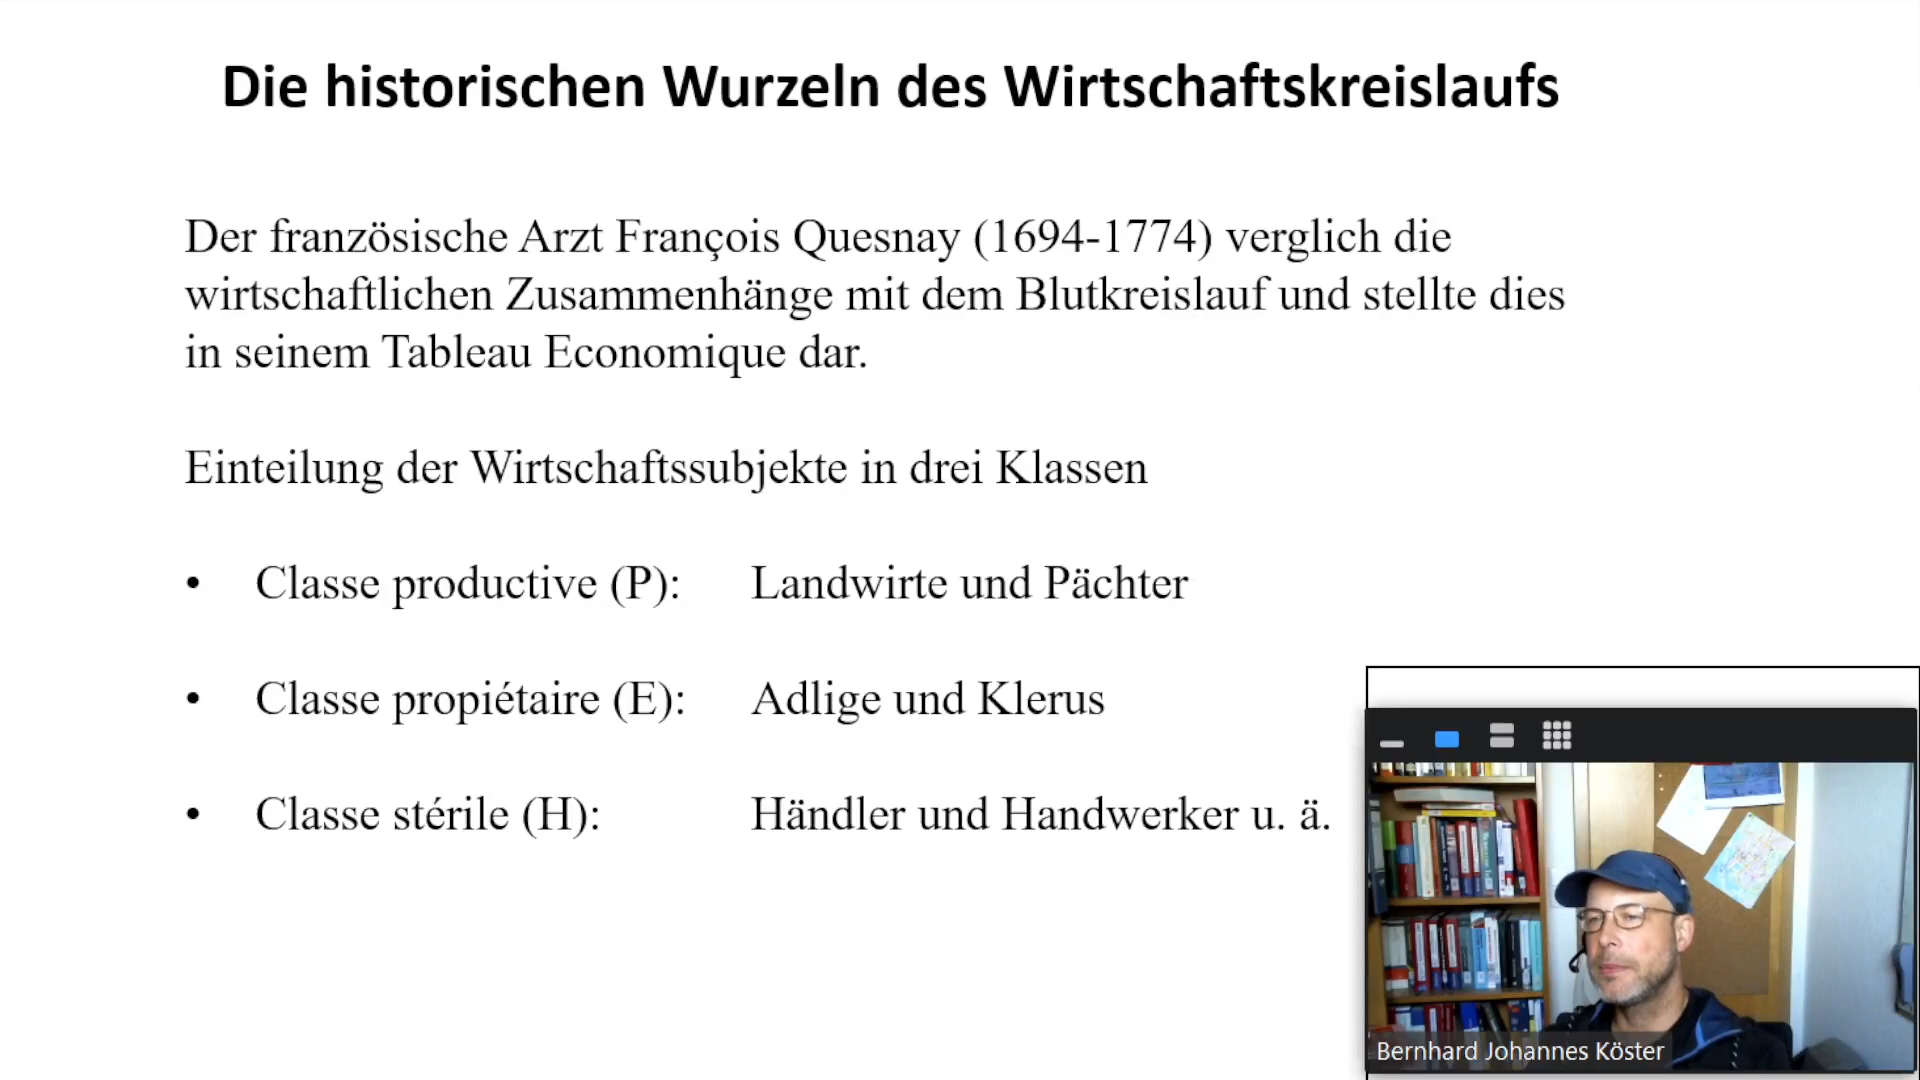 Die historischen Wurzeln des Wirtschaftskreislaufs
Der französische Arzt François Quesnay (1694-1774) verglich die
wirtschaftlichen Zusammenhänge mit dem Blutkreislauf und stellte dies
in seinem Tableau Economique dar.
Einteilung der Wirtschaftssubjekte in drei Klassen
• Classe productive (P): Landwirte und Pächter
• Classe propiétaire (E): Adlige und Klerus
• Classe stérile (H): Händler und Handwerker u. ä.
Bernhard Johannes Köster